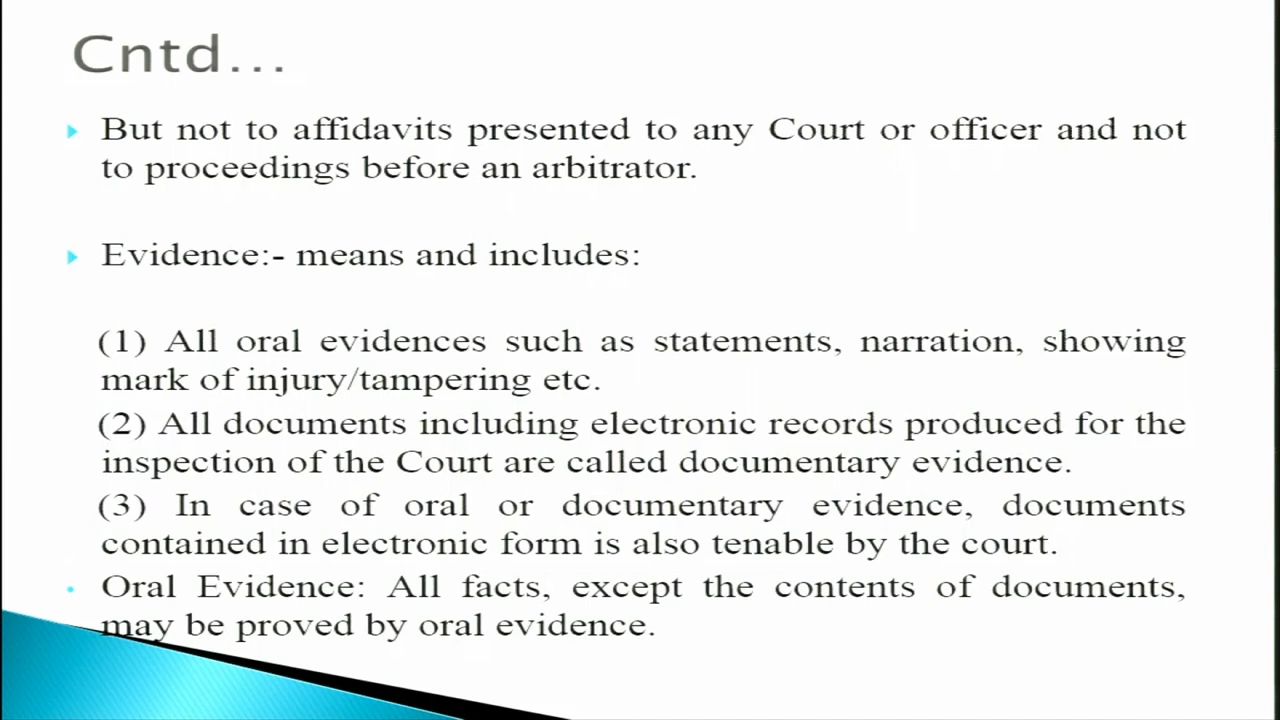 Cntd...
But not to affidavits presented to any Court or officer and not
to proceedings before an arbitrator.
Evidence:- means and includes:
(1) All oral evidences such as statements, narration, showing
mark of injury/tampering etc.
(2) All documents including electronic records produced for the
inspection of the Court are called documentary evidence.
(3) In case of oral or documentary evidence, documents
contained in electronic form is also tenable by the court.
Oral Evidence: All facts, except the contents of documents,
may be proved by oral evidence.